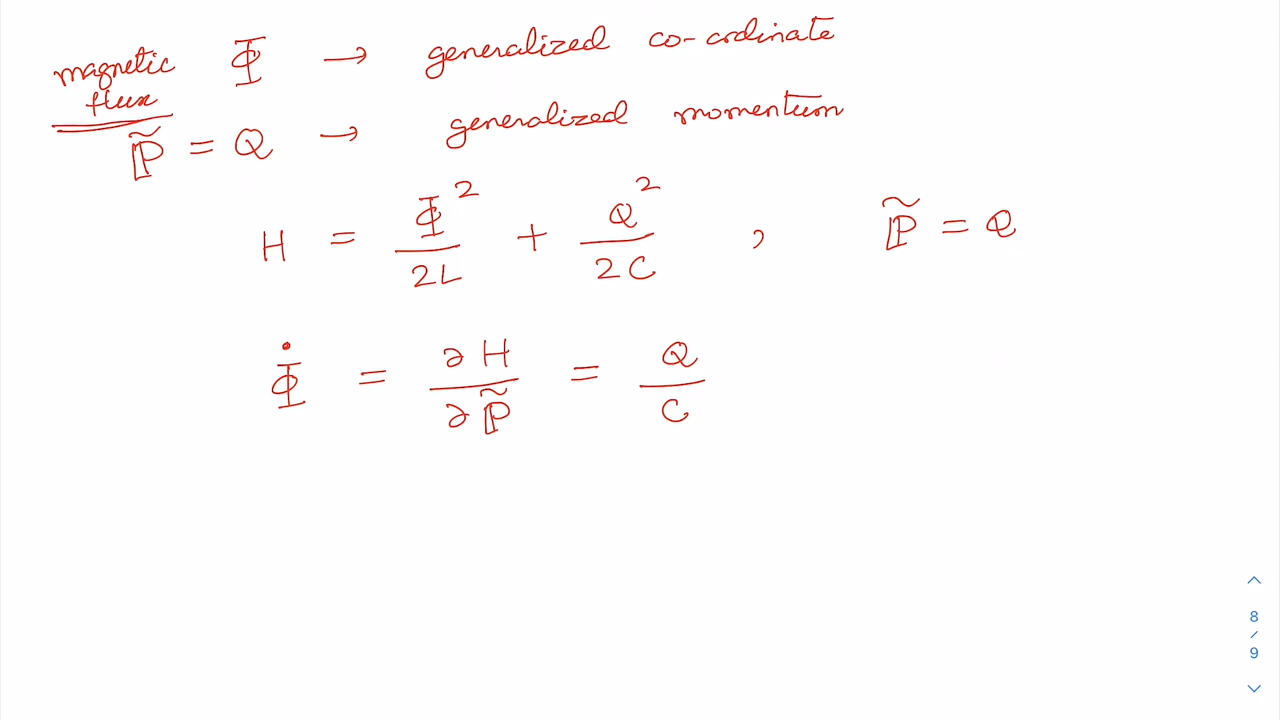 magnetic Φ → generalized co-ordinate
flux
P̃ = Q → generalized momentum
H = Φ²/2L + Q²/2C , P̃ = Q
Φ̇ = ∂H/∂P̃ = Q/C
8
/
9